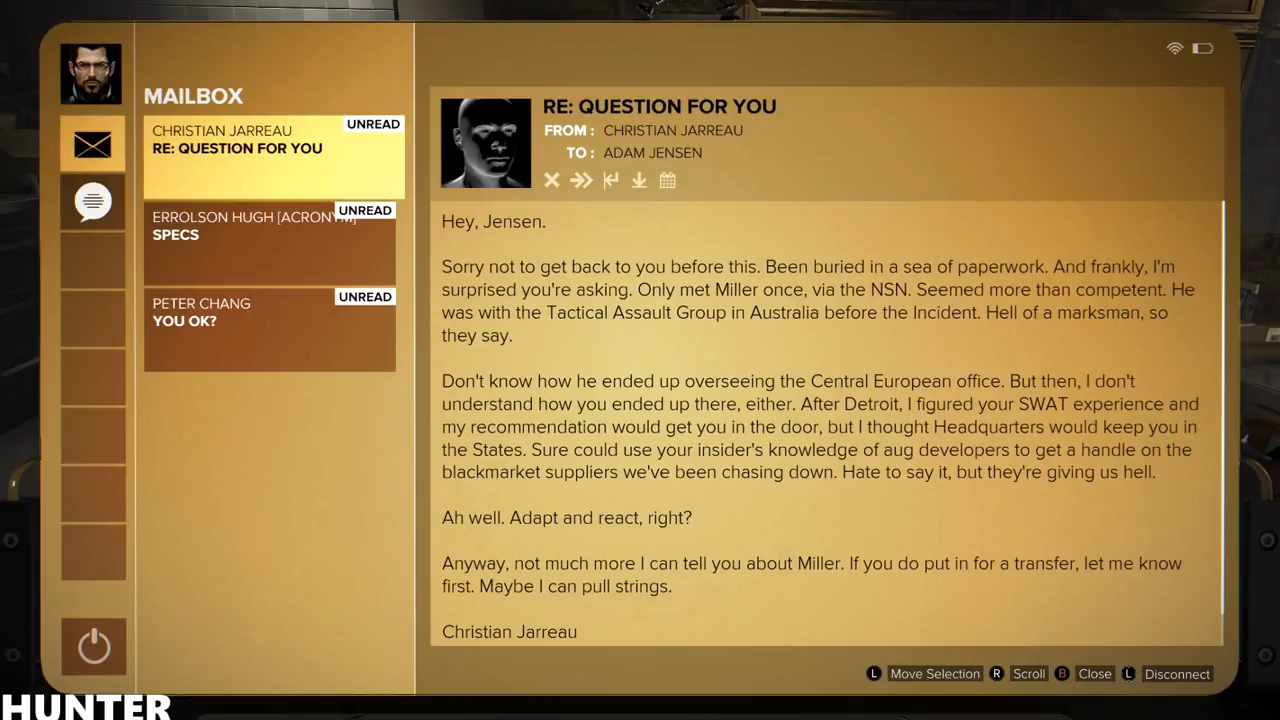 MAILBOX
CHRISTIAN JARREAU
UNREAD
RE: QUESTION FOR YOU
ERROLSON HUGH [ACRONYM]
UNREAD
SPECS
PETER CHANG
UNREAD
YOU OK?
RE: QUESTION FOR YOU
FROM : CHRISTIAN JARREAU
TO : ADAM JENSEN
Hey, Jensen.
Sorry not to get back to you before this. Been buried in a sea of paperwork. And frankly, I'm
surprised you're asking. Only met Miller once, via the NSN. Seemed more than competent. He
was with the Tactical Assault Group in Australia before the Incident. Hell of a marksman, so
they say.
Don't know how he ended up overseeing the Central European office. But then, I don't
understand how you ended up there, either. After Detroit, I figured your SWAT experience and
my recommendation would get you in the door, but I thought Headquarters would keep you in
the States. Sure could use your insider's knowledge of aug developers to get a handle on the
blackmarket suppliers we've been chasing down. Hate to say it, but they're giving us hell.
Ah well. Adapt and react, right?
Anyway, not much more I can tell you about Miller. If you do put in for a transfer, let me know
first. Maybe I can pull strings.
Christian Jarreau
L Move Selection R Scroll B Close L Disconnect
HUNTER